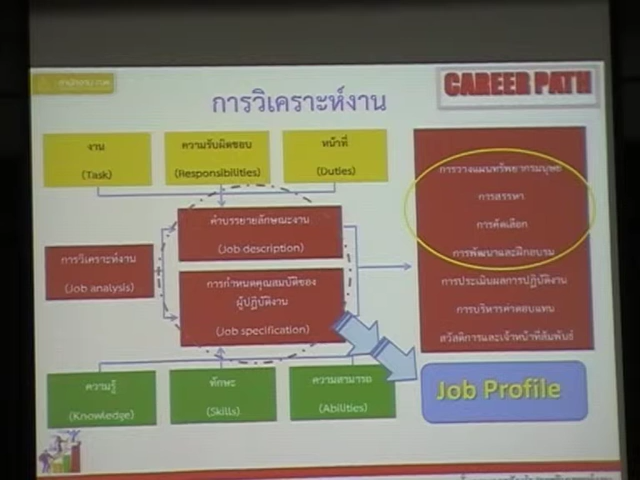 CAREER PATH
การวิเคราะห์งาน
งาน
(Task)
ความรับผิดชอบ
(Responsibilities)
หน้าที่
(Duties)
การวิเคราะห์งาน
(Job analysis)
คำบรรยายลักษณะงาน
(Job description)
การกำหนดคุณสมบัติของ
ผู้ปฏิบัติงาน
(Job specification)
การวางแผนทรัพยากรมนุษย์
การสรรหา
การคัดเลือก
การพัฒนาและฝึกอบรม
การประเมินผลการปฏิบัติงาน
การบริหารค่าตอบแทน
สวัสดิการและเจ้าหน้าที่สัมพันธ์
ความรู้
(Knowledge)
ทักษะ
(Skills)
ความสามารถ
(Abilities)
Job Profile